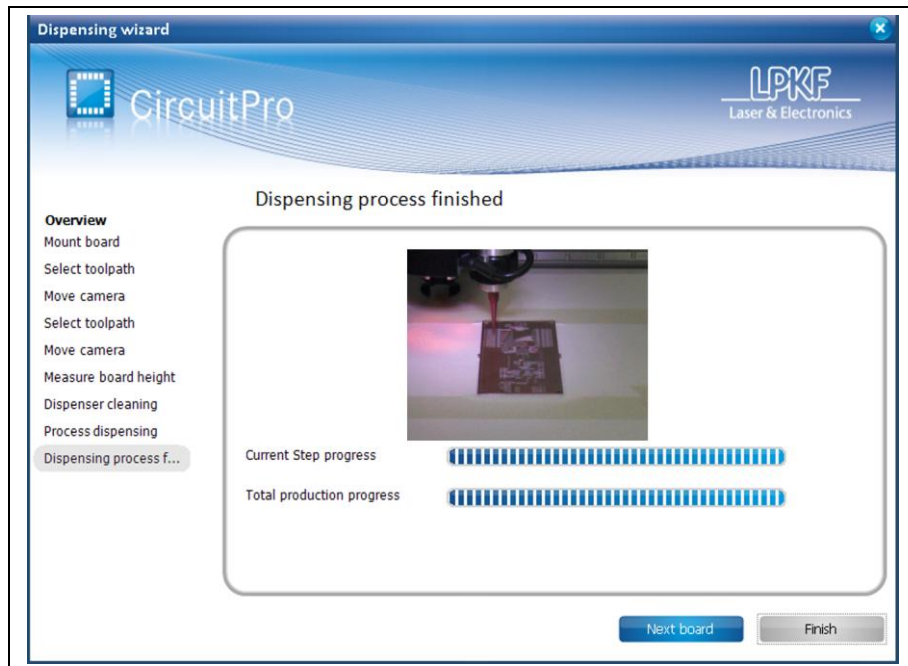 Dispensing wizard
CircuitPro
LPKF
Laser & Electronics
Dispensing process finished
Overview
Mount board
Select toolpath
Move camera
Select toolpath
Move camera
Measure board height
Dispenser cleaning
Process dispensing
Dispensing process f...
Current Step progress
Total production progress
Next board
Finish